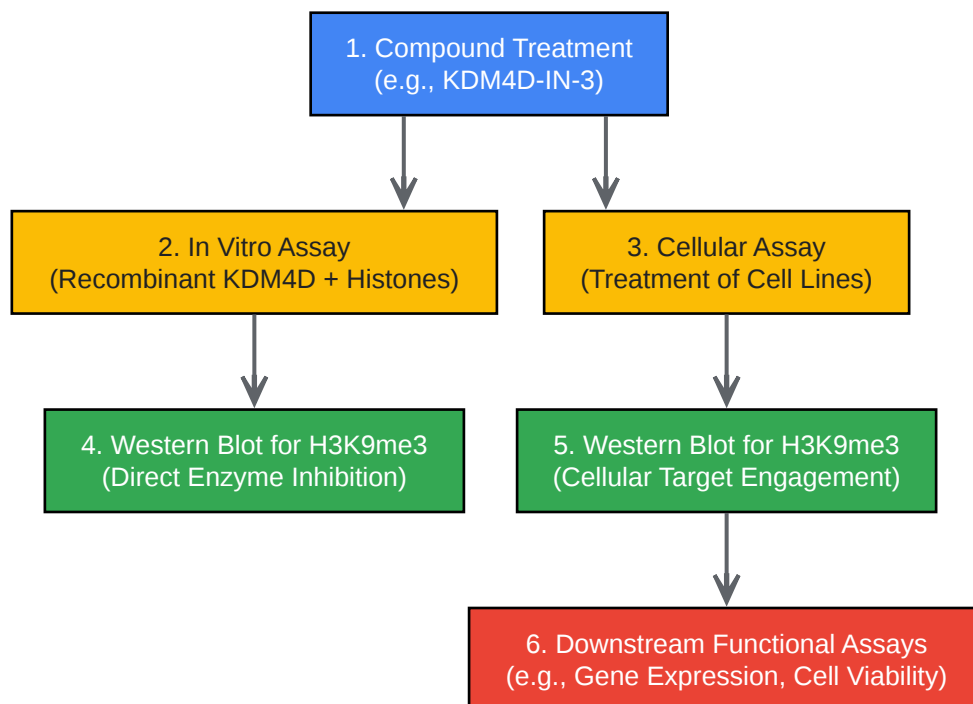 1. Compound Treatment
(e.g., KDM4D-IN-3)
2. In Vitro Assay
(Recombinant KDM4D + Histones)
3. Cellular Assay
(Treatment of Cell Lines)
4. Western Blot for H3K9me3
(Direct Enzyme Inhibition)
5. Western Blot for H3K9me3
(Cellular Target Engagement)
6. Downstream Functional Assays
(e.g., Gene Expression, Cell Viability)